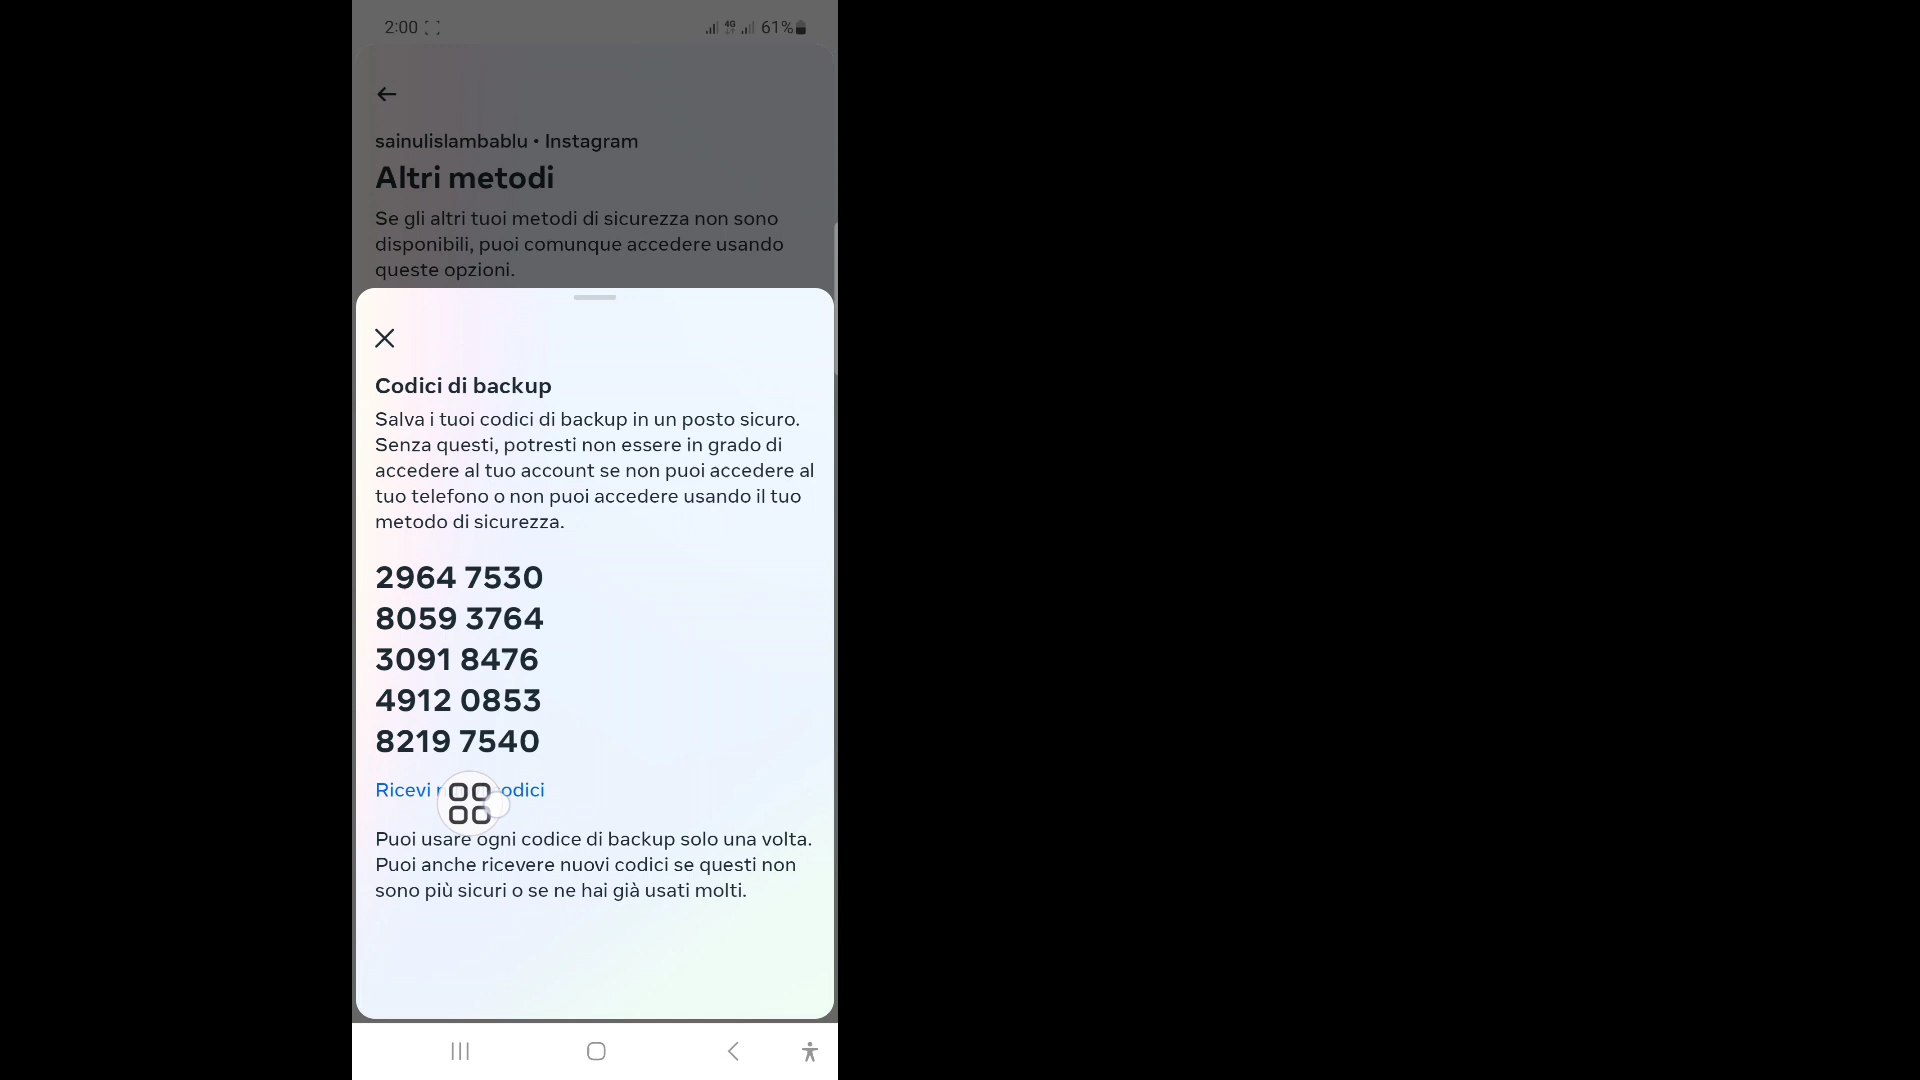 2:00
4G
61%
sainulislambablu • Instagram
Altri metodi
Se gli altri tuoi metodi di sicurezza non sono
disponibili, puoi comunque accedere usando
queste opzioni.
Codici di backup
Salva i tuoi codici di backup in un posto sicuro.
Senza questi, potresti non essere in grado di
accedere al tuo account se non puoi accedere al
tuo telefono o non puoi accedere usando il tuo
metodo di sicurezza.
2964 7530
8059 3764
3091 8476
4912 0853
8219 7540
Ricevi codici
Puoi usare ogni codice di backup solo una volta.
Puoi anche ricevere nuovi codici se questi non
sono più sicuri o se ne hai già usati molti.